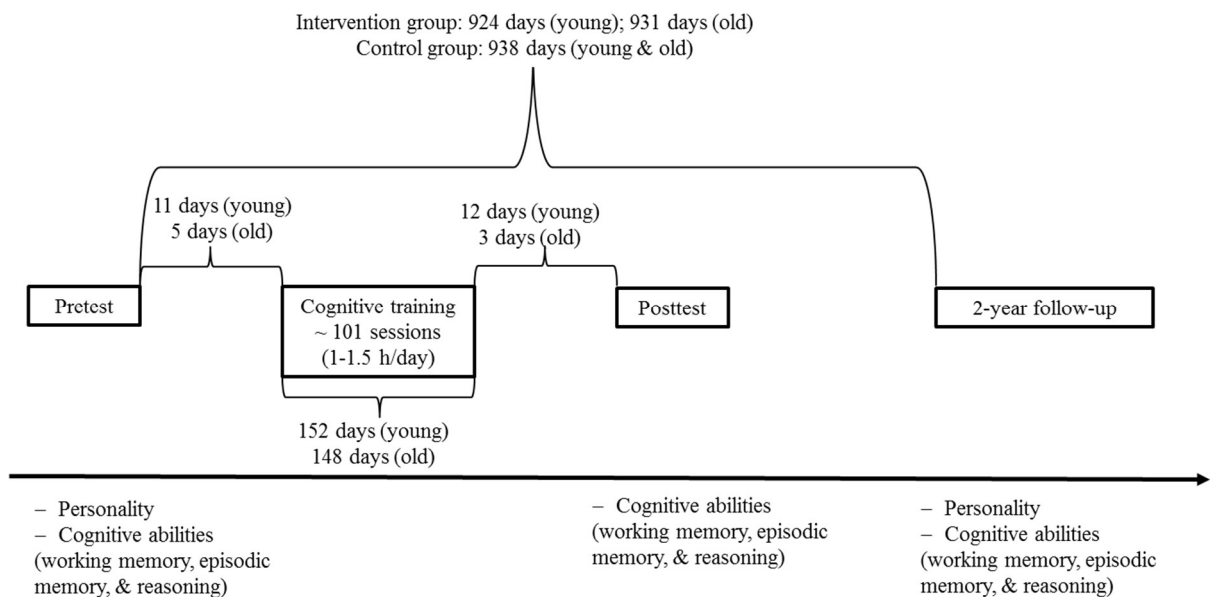 Intervention group: 924 days (young); 931 days (old)
Control group: 938 days (young & old)
11 days (young)
5 days (old)
12 days (young)
3 days (old)
Pretest
Cognitive training
~ 101 sessions
(1-1.5 h/day)
Posttest
2-year follow-up
152 days (young)
148 days (old)
– Personality
– Cognitive abilities
(working memory, episodic
memory, & reasoning)
– Cognitive abilities
(working memory, episodic
memory, & reasoning)
– Personality
– Cognitive abilities
(working memory, episodic
memory, & reasoning)